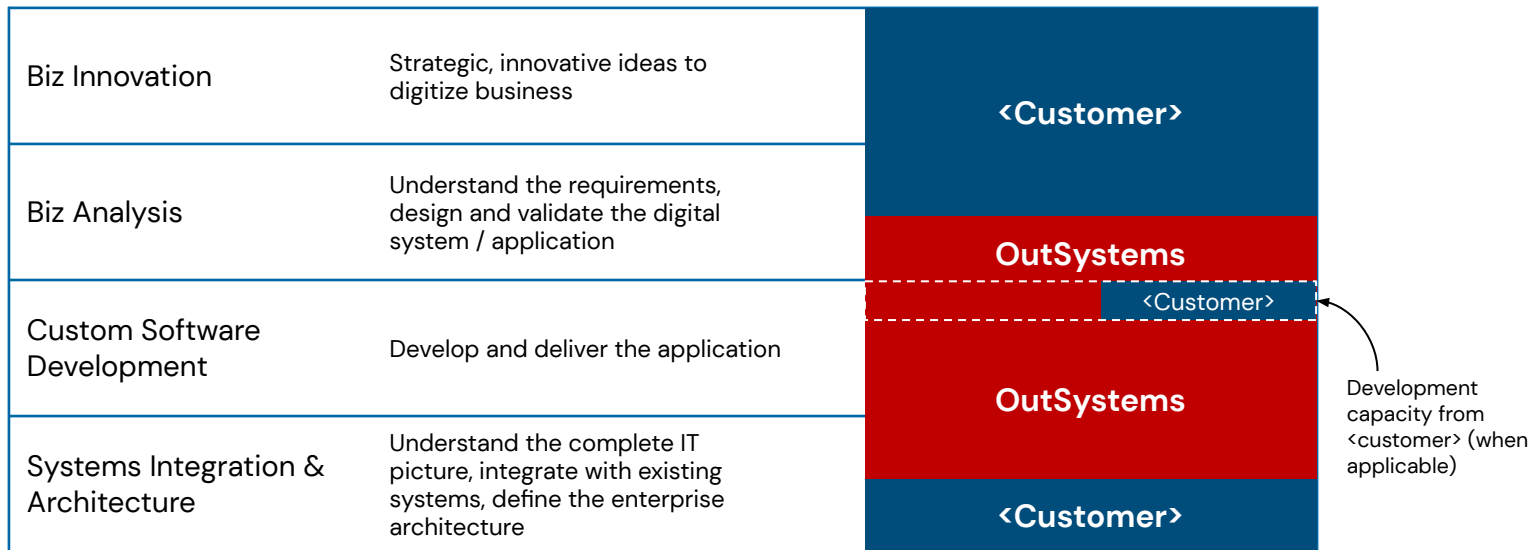 Biz Innovation
Strategic, innovative ideas to
digitize business
<Customer>
Biz Analysis
Understand the requirements,
design and validate the digital
system / application
OutSystems
<Customer>
Custom Software
Development
Develop and deliver the application
OutSystems
Development
capacity from
<customer> (when
applicable)
Systems Integration &
Architecture
Understand the complete IT
picture, integrate with existing
systems, define the enterprise
architecture
<Customer>